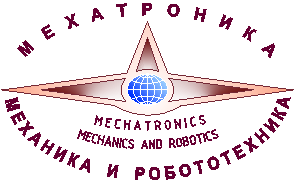 МЕХАТРОНИКА
MECHATRONICS
MECHANICS AND ROBOTICS
МЕХАНИКА И РОБОТОТЕХНИКА